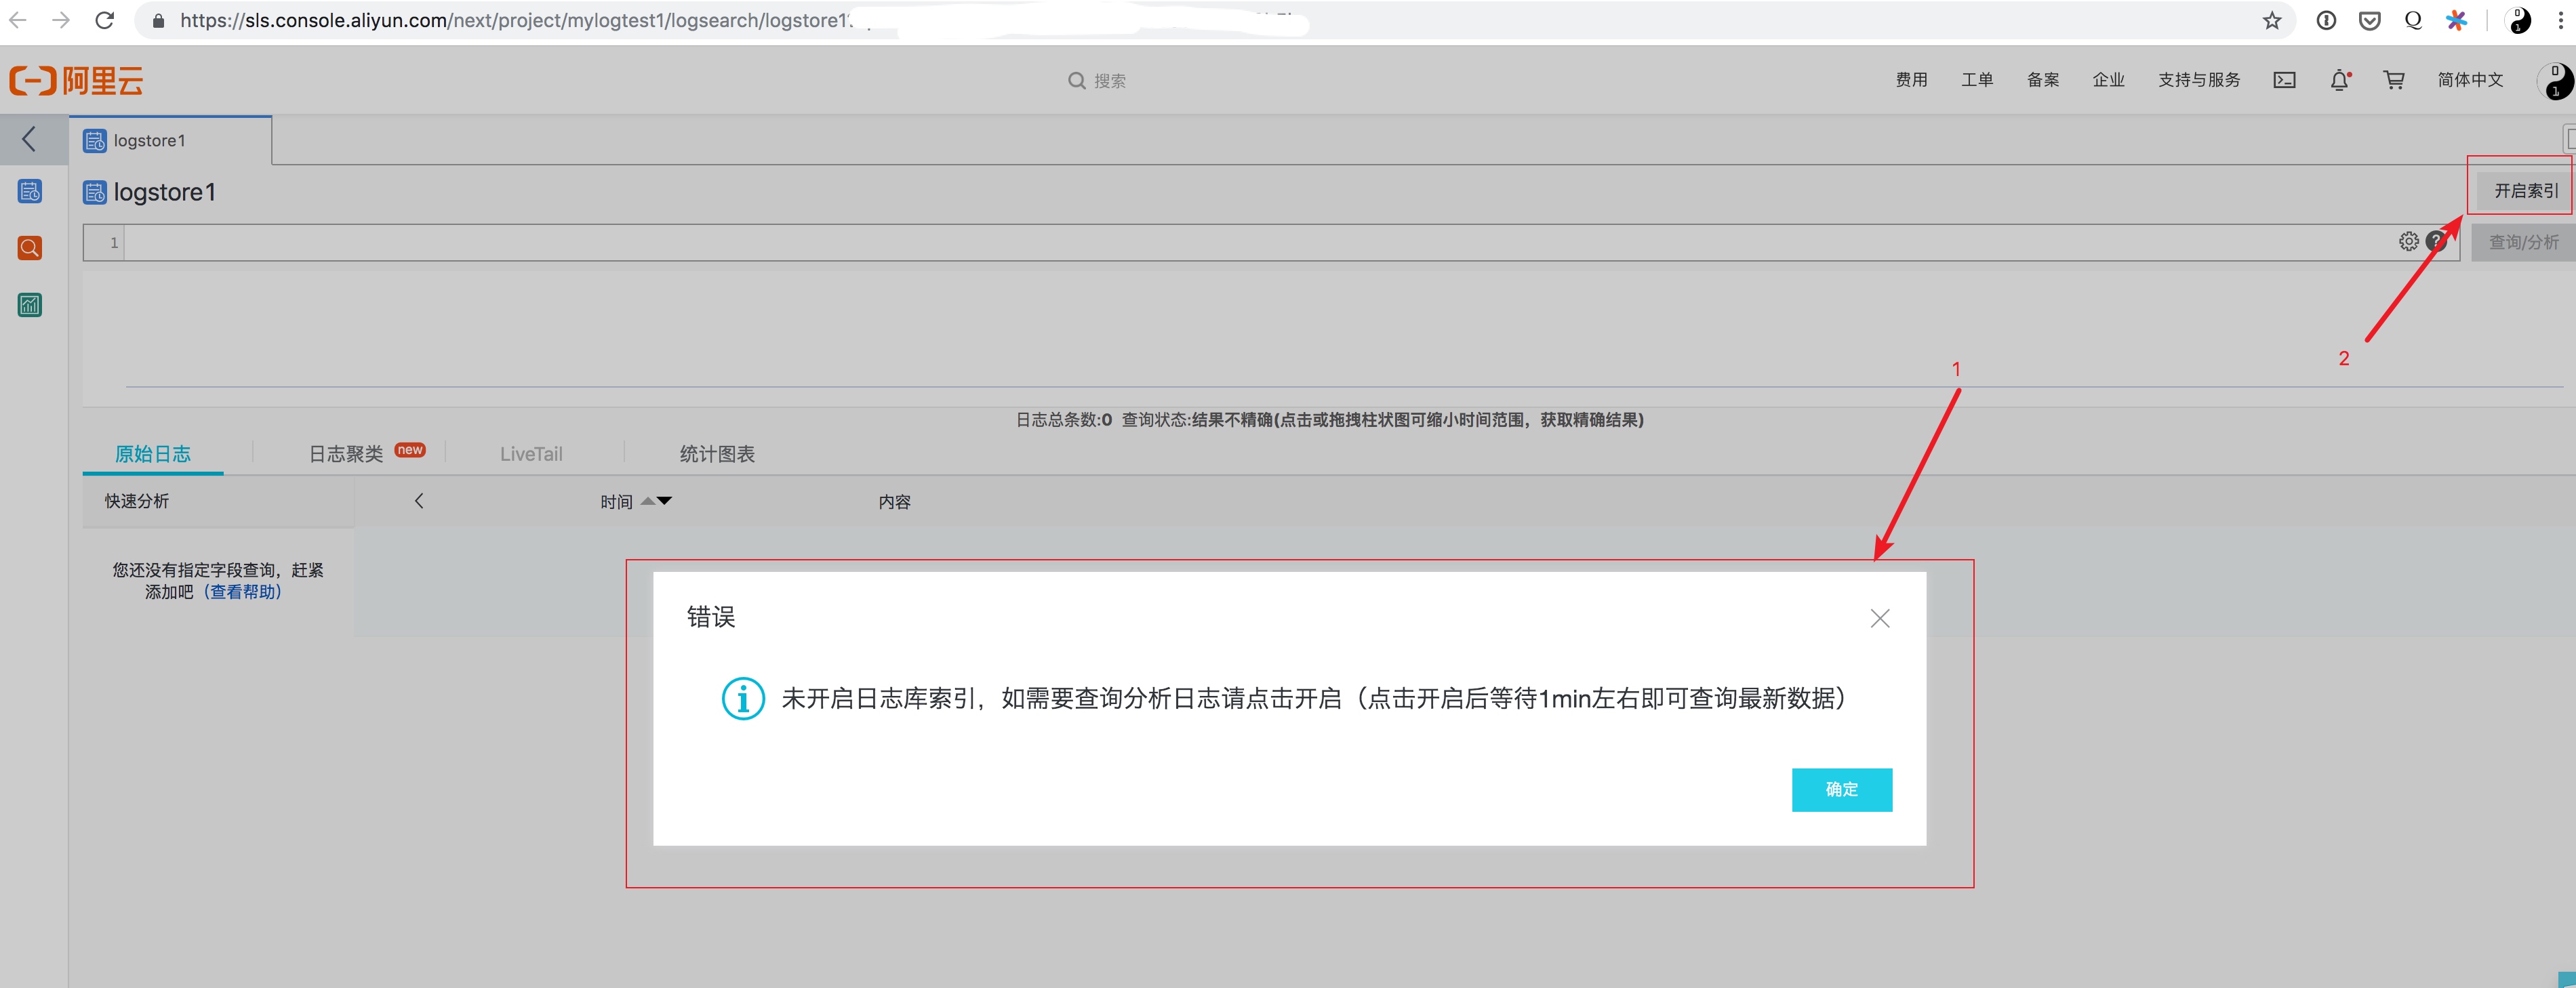 https://sls.console.aliyun.com/next/project/mylogtest1/logsearch/logstore1
阿里云
搜索
费用 工单 备案 企业 支持与服务 简体中文
logstore1
logstore1
开启索引
1
查询/分析
2
1
日志总条数:0 查询状态:结果不精确(点击或拖拽柱状图可缩小时间范围，获取精确结果)
原始日志 日志聚类 new LiveTail 统计图表
快速分析 时间 内容
您还没有指定字段查询，赶紧
添加吧（查看帮助）
错误
未开启日志库索引，如需要查询分析日志请点击开启（点击开启后等待1min左右即可查询最新数据）
确定